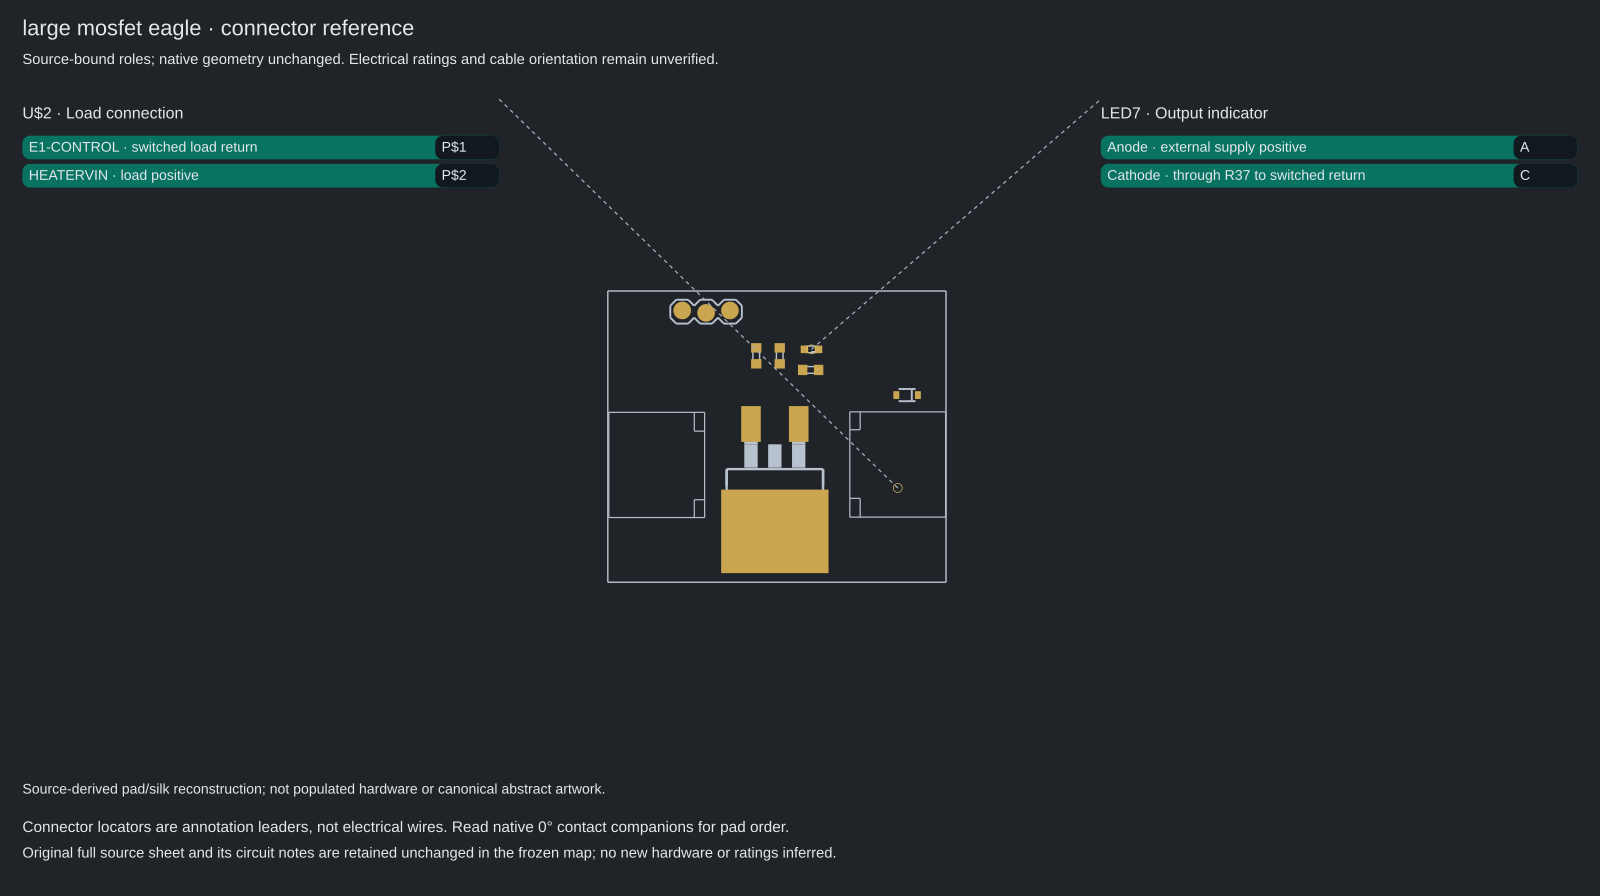 large mosfet eagle · connector reference
Source-bound roles; native geometry unchanged. Electrical ratings and cable orientation remain unverified.
U$2 · Load connection
E1-CONTROL · switched load return P$1
HEATERVIN · load positive P$2
LED7 · Output indicator
Anode · external supply positive A
Cathode · through R37 to switched return C
Source-derived pad/silk reconstruction; not populated hardware or canonical abstract artwork.
Connector locators are annotation leaders, not electrical wires. Read native 0° contact companions for pad order.
Original full source sheet and its circuit notes are retained unchanged in the frozen map; no new hardware or ratings inferred.